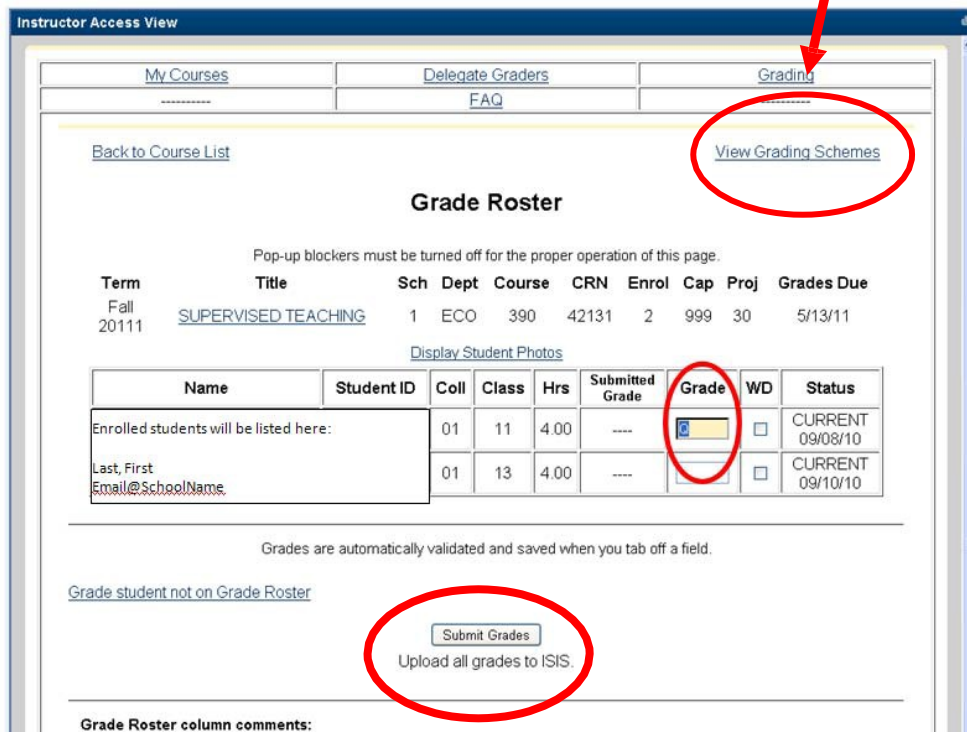 Instructor Access View
My Courses Delegate Graders Grading
---------- FAQ ----------
Back to Course List View Grading Schemes
Grade Roster
Pop-up blockers must be turned off for the proper operation of this page.
Term Title Sch Dept Course CRN Enrol Cap Proj Grades Due
Fall 20111 SUPERVISED TEACHING 1 ECO 390 42131 2 999 30 5/13/11
Display Student Photos
Name Student ID Coll Class Hrs Submitted Grade Grade WD Status
Enrolled students will be listed here:
01 11 4.00 ---- CURRENT 09/08/10
Last, First
Email@SchoolName
01 13 4.00 ---- CURRENT 09/10/10
Grades are automatically validated and saved when you tab off a field.
Grade student not on Grade Roster
Submit Grades
Upload all grades to ISIS.
Grade Roster column comments: